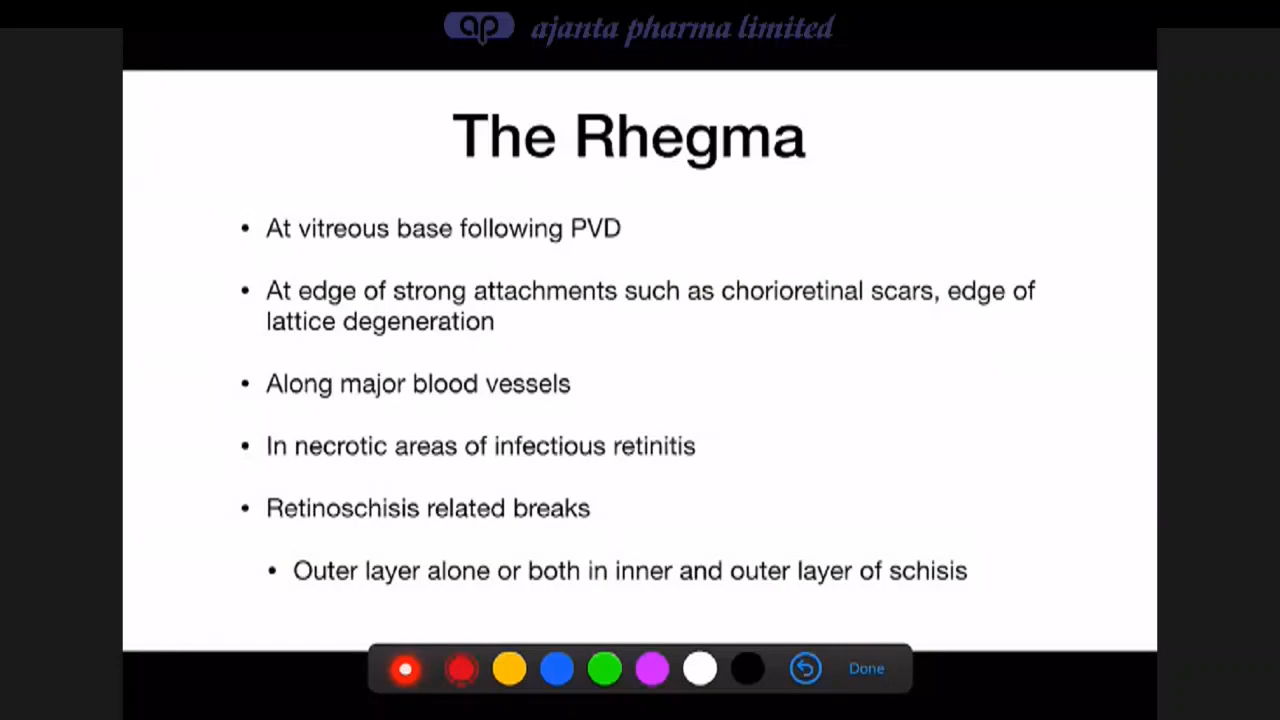 ap ajanta pharma limited
The Rhegma
• At vitreous base following PVD
• At edge of strong attachments such as chorioretinal scars, edge of
lattice degeneration
• Along major blood vessels
• In necrotic areas of infectious retinitis
• Retinoschisis related breaks
• Outer layer alone or both in inner and outer layer of schisis
Done